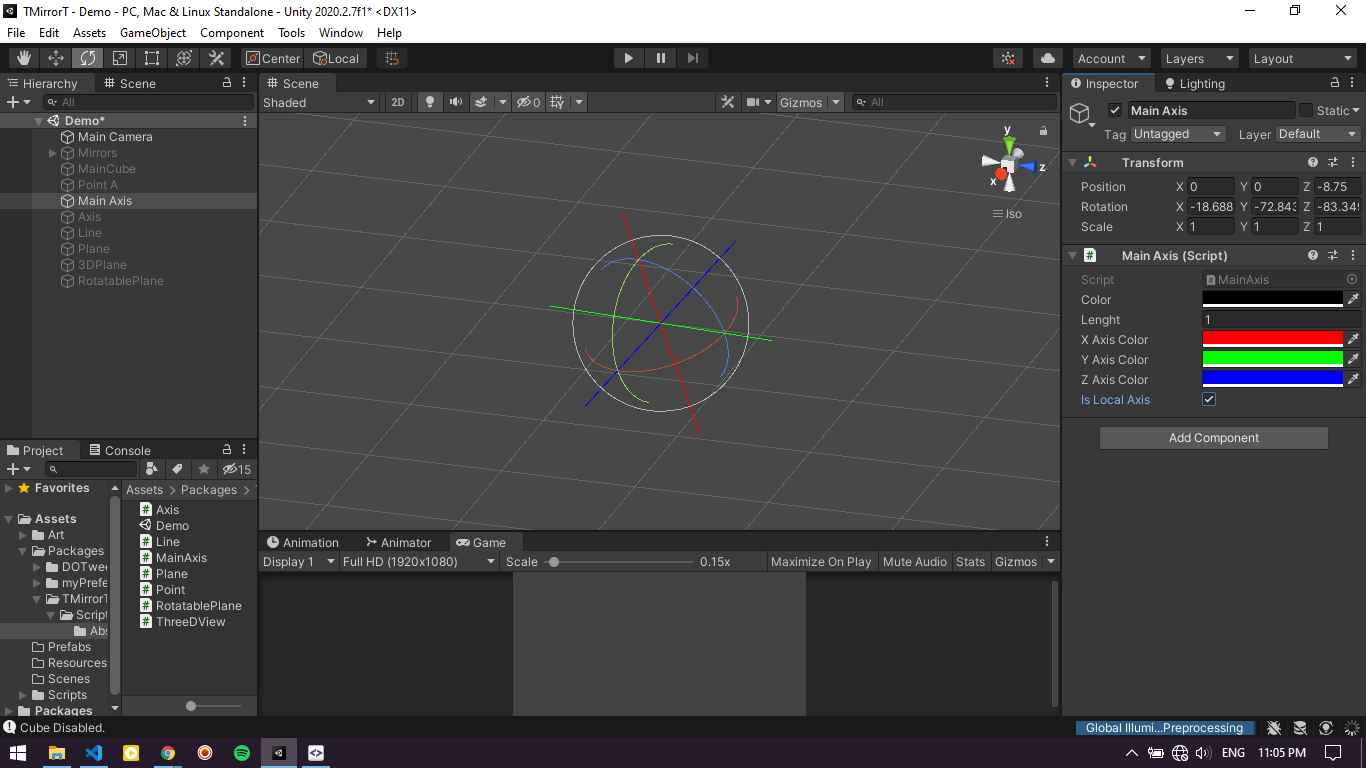 TMirrorT - Demo - PC, Mac & Linux Standalone - Unity 2020.2.7f1* <DX11>
File Edit Assets GameObject Component Tools Window Help
Center Local Account Layers Layout
Hierarchy Scene
All
Demo*
Main Camera
Mirrors
MainCube
Point A
Main Axis
Axis
Line
Plane
3DPlane
RotatablePlane
Scene
Shaded 2D 0 Gizmos All
y
z
x
Iso
Inspector Lighting
Main Axis Static
Tag Untagged Layer Default
Transform
Position X 0 Y 0 Z -8.75
Rotation X -18.688 Y -72.843 Z -83.349
Scale X 1 Y 1 Z 1
# Main Axis (Script)
Script MainAxis
Color
Lenght 1
X Axis Color
Y Axis Color
Z Axis Color
Is Local Axis
Add Component
Project Console
15
Favorites
Assets
Art
Packages
DOTwee
myPrefe
TMirrorT
Script
Abs
Prefabs
Resources
Scenes
Scripts
Packages
Assets > Packages >
# Axis
Demo
# Line
# MainAxis
# Plane
# Point
# RotatablePlane
# ThreeDView
Animation Animator Game
Display 1 Full HD (1920x1080) Scale 0.15x Maximize On Play Mute Audio Stats Gizmos
Cube Disabled.
Global Illumi...Preprocessing
ENG 11:05 PM